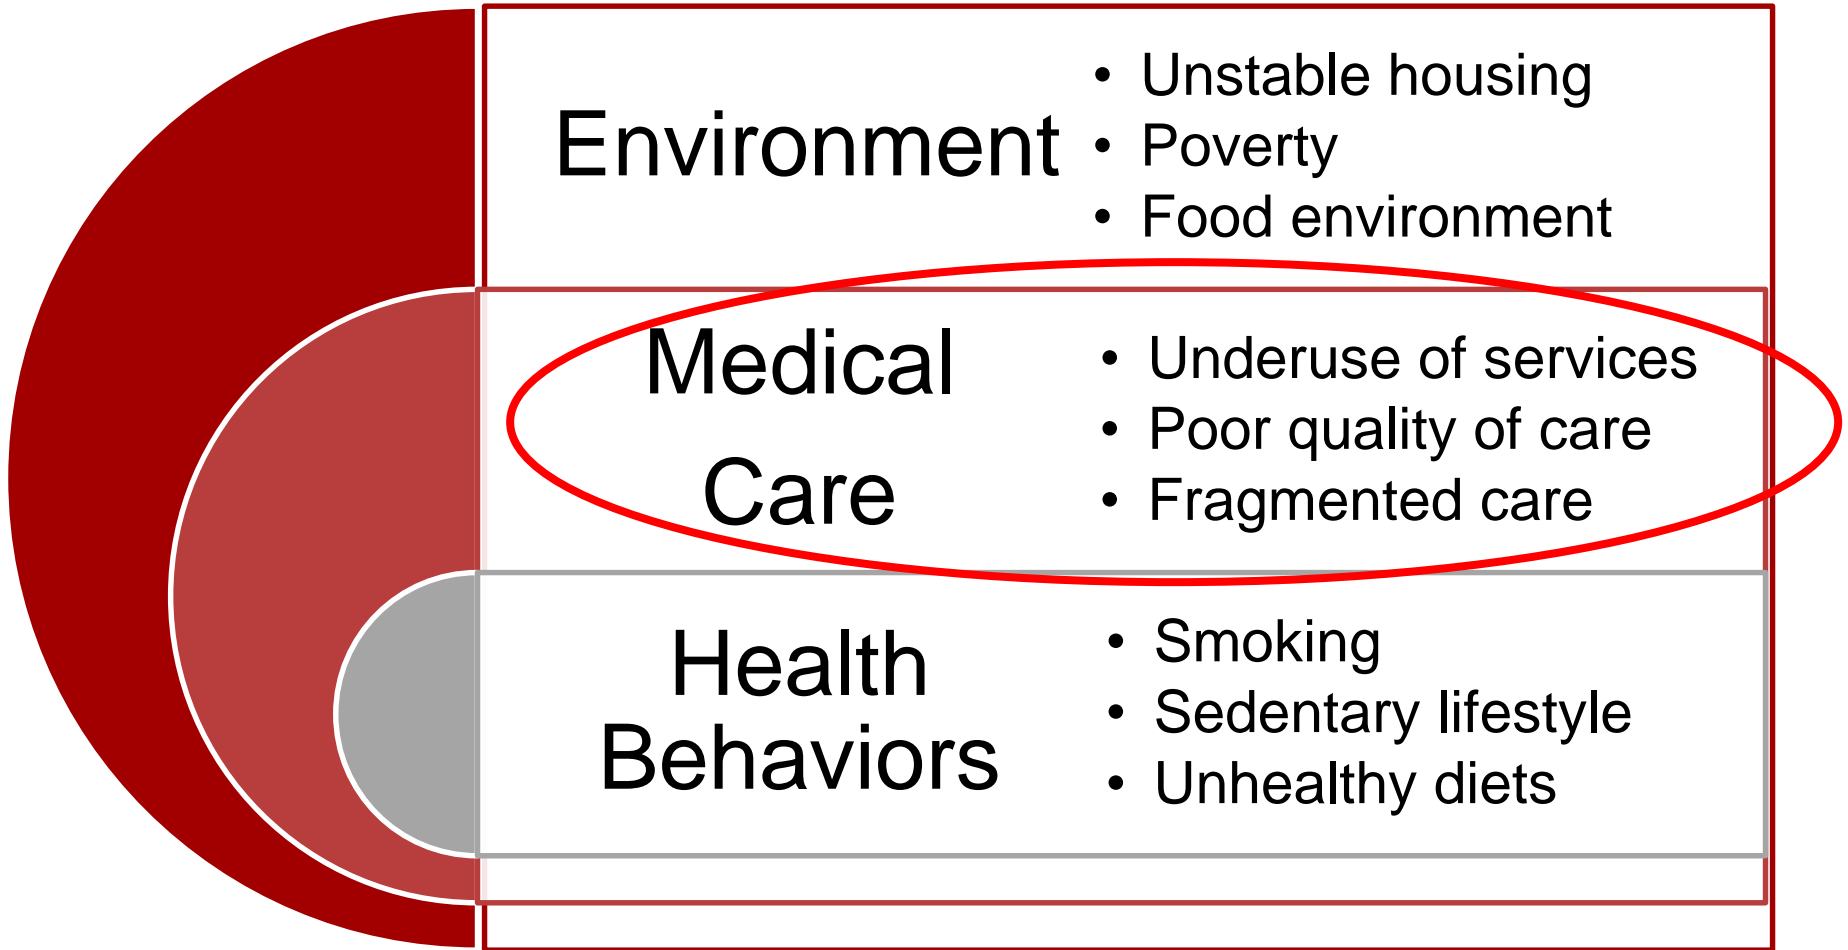 Environment
• Unstable housing
• Poverty
• Food environment
Medical
Care
• Underuse of services
• Poor quality of care
• Fragmented care
Health
Behaviors
• Smoking
• Sedentary lifestyle
• Unhealthy diets